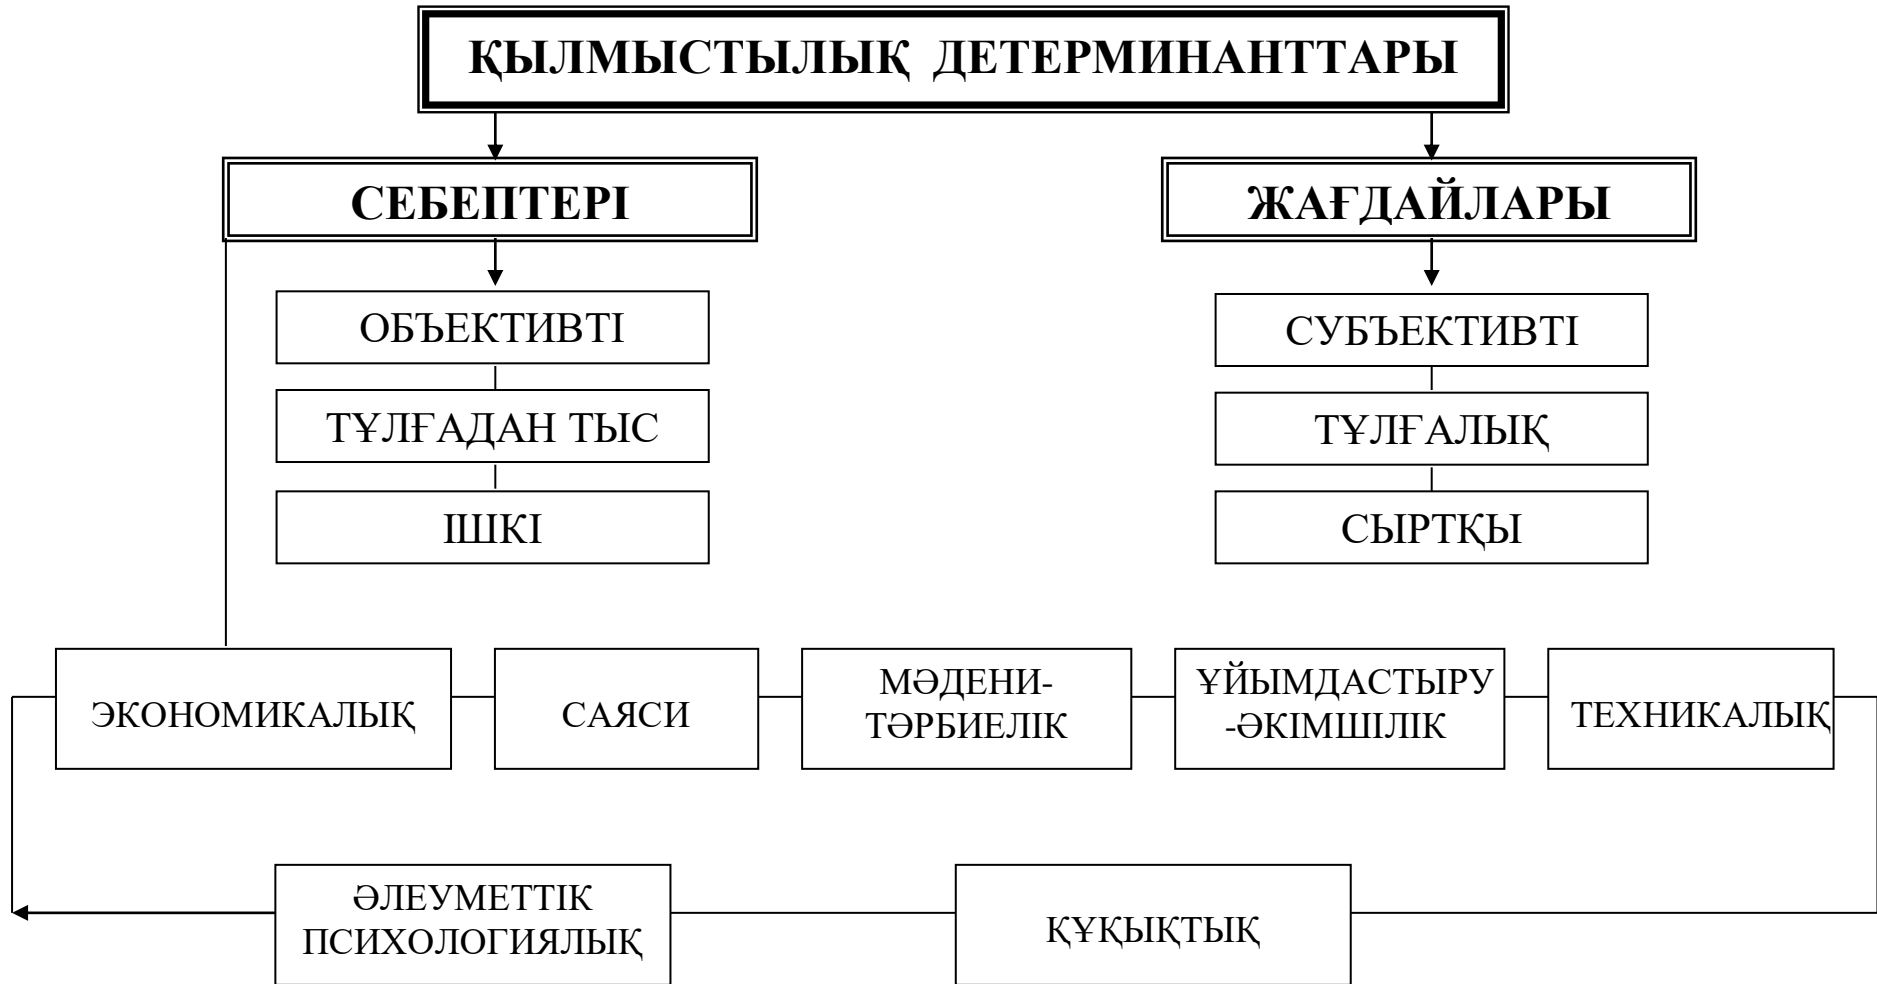 ҚЫЛМЫСТЫЛЫҚ ДЕТЕРМИНАНТТАРЫ
СЕБЕПТЕРІ
ЖАҒДАЙЛАРЫ
ОБЪЕКТИВТІ
СУБЪЕКТИВТІ
ТҰЛҒАДАН ТЫС
ТҰЛҒАЛЫҚ
ІШКІ
СЫРТҚЫ
ЭКОНОМИКАЛЫҚ
САЯСИ
МӘДЕНИ-
ТӘРБИЕЛІК
ҰЙЫМДАСТЫРУ
-ӘКІМШІЛІК
ТЕХНИКАЛЫҚ
ӘЛЕУМЕТТІК
ПСИХОЛОГИЯЛЫҚ
ҚҰҚЫҚТЫҚ